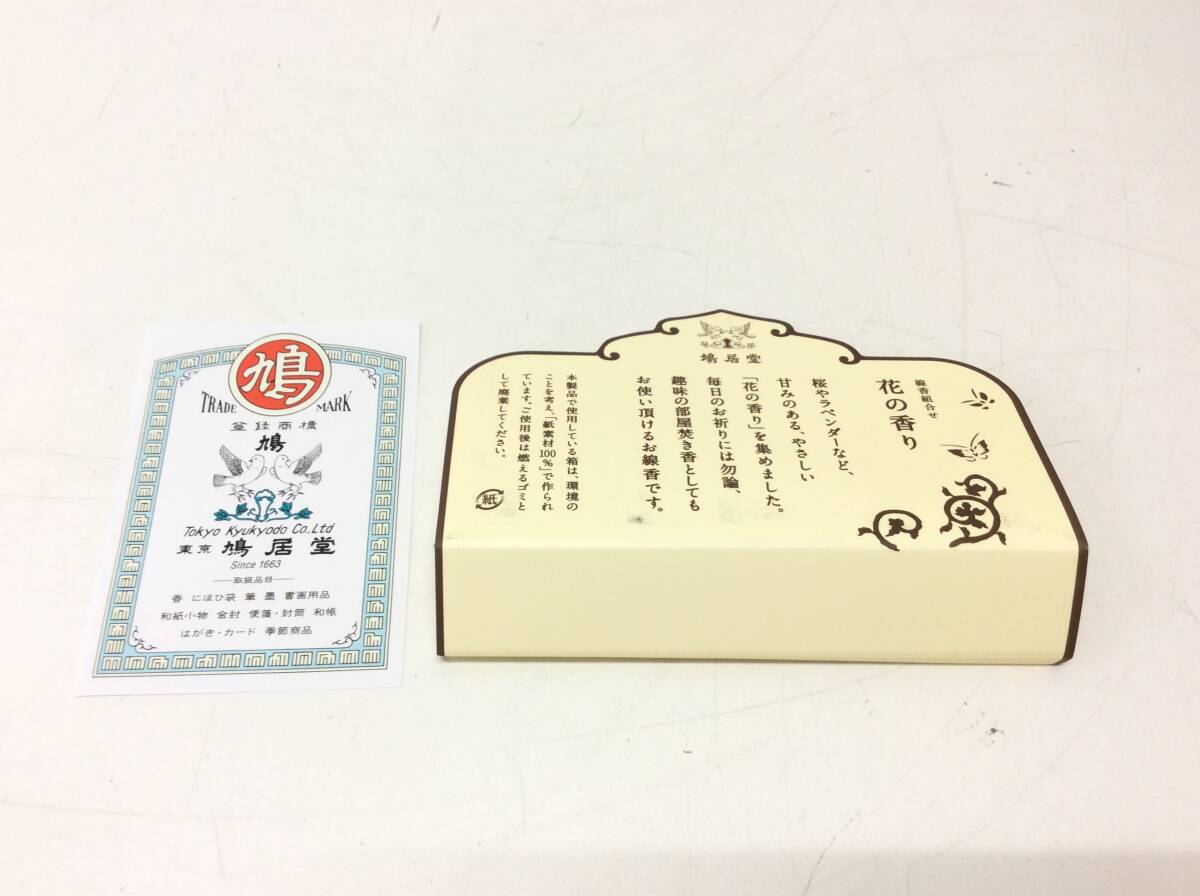 鳩
TRADE MARK
登録商標
鳩
Tokyo Kyukyodo Co.Ltd
東京 鳩居堂
Since 1663
取扱品目
香 にほひ袋 筆 墨 書画用品
和紙小物 金封 便箋・封筒 和帳
はがき・カード 季節商品
鳩居堂
線香組合せ
花の香り
桜やラベンダーなど、
甘みのある、やさしい
「花の香り」を集めました。
毎日のお祈りには勿論、
趣味の部屋焚き香としても
お使い頂けるお線香です。
本製品で使用している箱は、環境の
ことを考え、「紙素材100%」で作られ
ています。ご使用後は燃えるゴミと
して廃棄してください。
紙